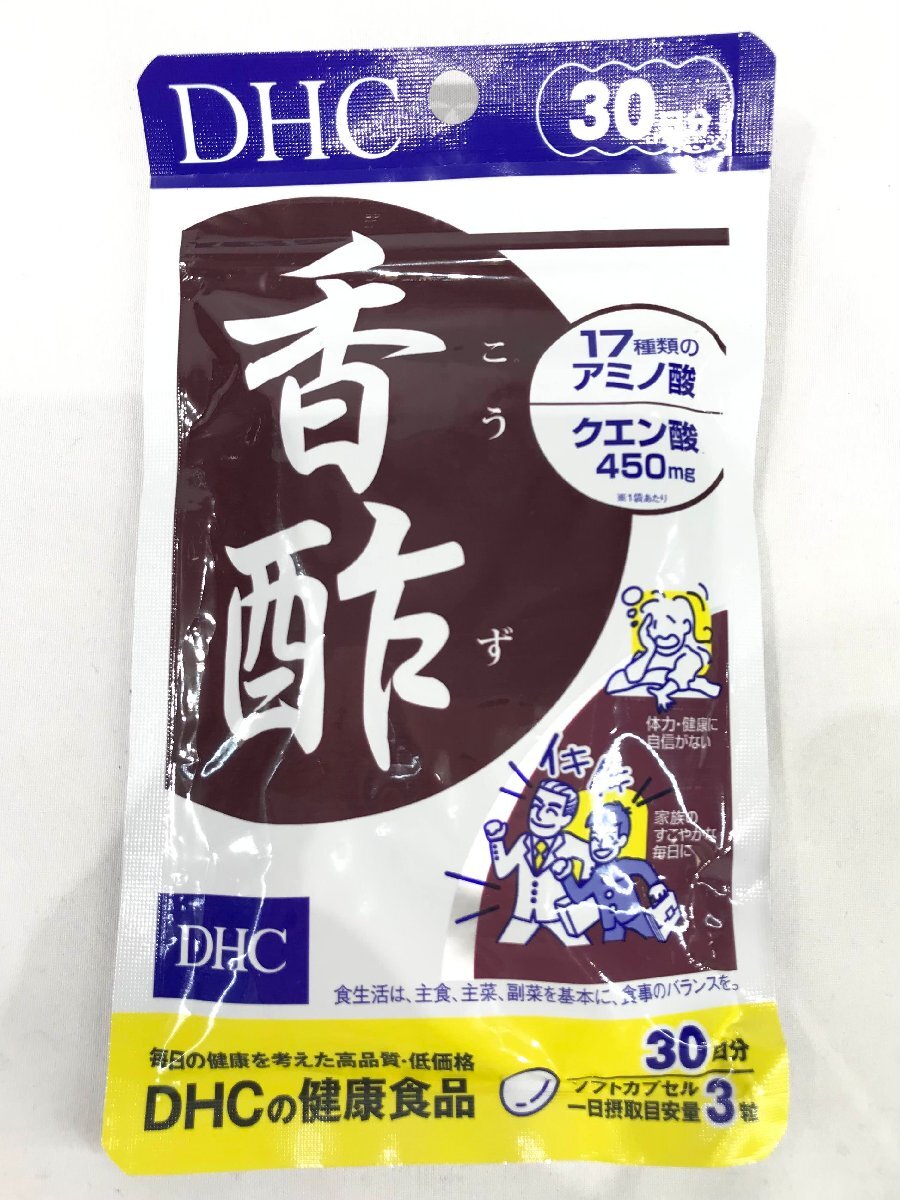 DHC
30日分
香酢
こうず
17種類の
アミノ酸
クエン酸
450mg
※1袋あたり
体力・健康に
自信がない
イキイキ
家族の
すこやかな
毎日に
DHC
食生活は、主食、主菜、副菜を基本に、食事のバランスを。
毎日の健康を考えた高品質・低価格
DHCの健康食品
30日分
ソフトカプセル
一日摂取目安量 3粒